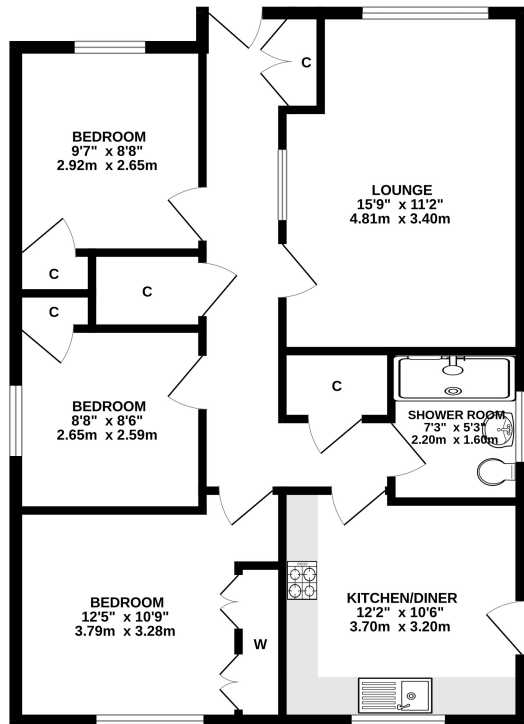 C
BEDROOM
9'7" x 8'8"
2.92m x 2.65m
LOUNGE
15'9" x 11'2"
4.81m x 3.40m
C
C
C
C
BEDROOM
8'8" x 8'6"
2.65m x 2.59m
SHOWER ROOM
7'3" x 5'3"
2.20m x 1.60m
BEDROOM
12'5" x 10'9"
3.79m x 3.28m
KITCHEN/DINER
12'2" x 10'6"
3.70m x 3.20m
W